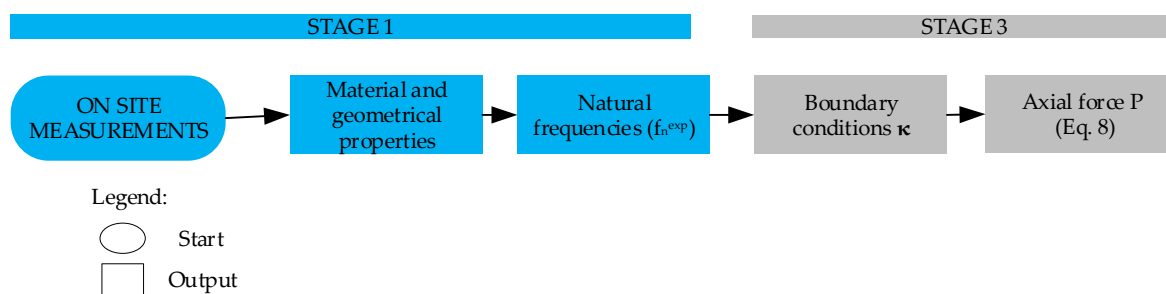 STAGE 1
STAGE 3
ON SITE
MEASUREMENTS
Material and
geometrical
properties
Natural
frequencies (fₙᵉˣᵖ)
Boundary
conditions κ
Axial force P
(Eq. 8)
Legend:
Start
Output